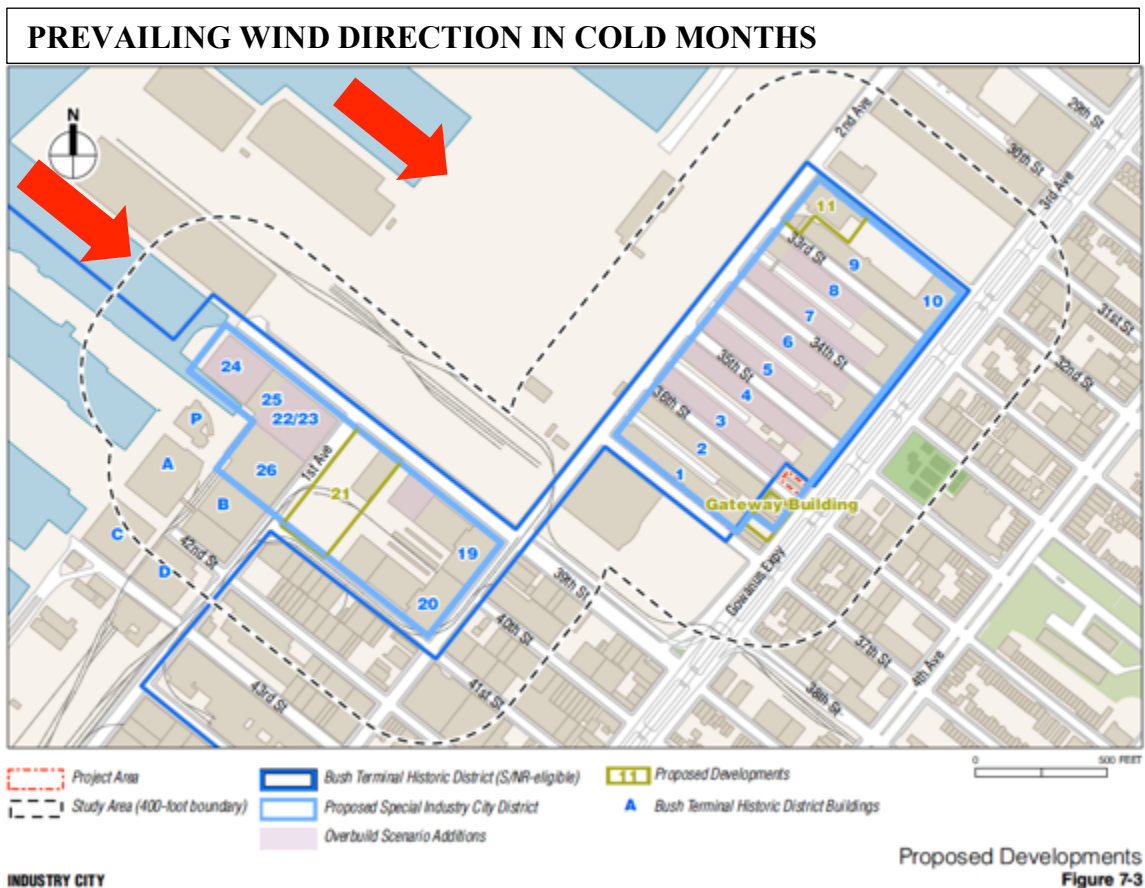 PREVAILING WIND DIRECTION IN COLD MONTHS
N
2nd Ave
29th St
30th St
3rd Ave
11
33rd St
9
8
10
31st St
7
6
34th St
32nd St
35th St
5
4
36th St
3
2
1
24
25
22/23
P
1st Ave
A
26
21
B
Gateway Building
C
42nd St
D
19
39th St
Gowanus Expy
20
40th St
37th St
4th Ave
43rd St
41st St
38th St
Project Area
Study Area (400-foot boundary)
Bush Terminal Historic District (S/NR-eligible)
Proposed Special Industry City District
Overbuild Scenario Additions
11 Proposed Developments
A Bush Terminal Historic District Buildings
0 500 FEET
Proposed Developments
INDUSTRY CITY
Figure 7-3